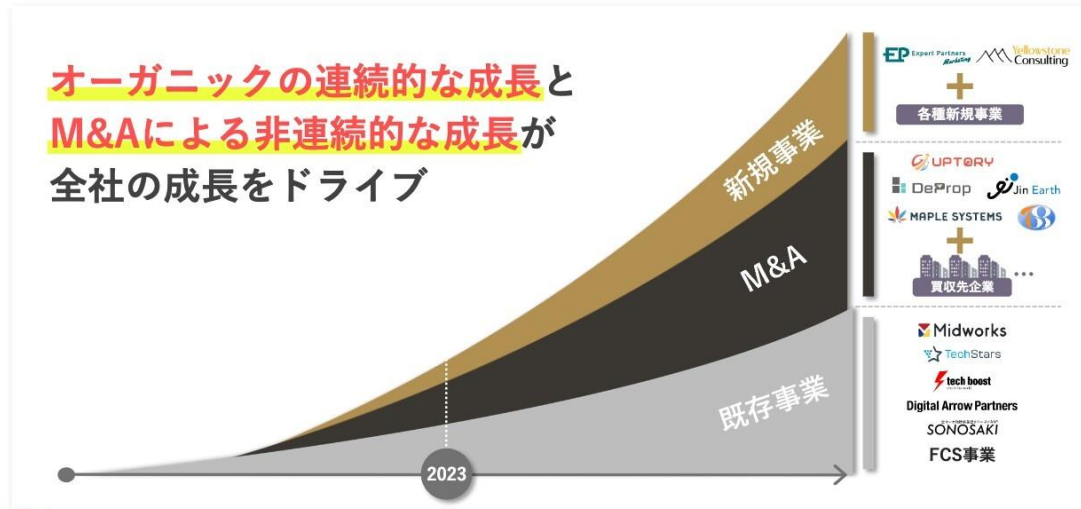 オーガニックの連続的な成長と
M&Aによる非連続的な成長が
全社の成長をドライブ
新規事業
M&A
既存事業
2023
EP Expert Partners
Marketing
Yellowstone
Consulting
+
各種新規事業
UPTORY
DeProp
Jin Earth
MAPLE SYSTEMS
+
...
買収先企業
Midworks
TechStars
tech boost
Digital Arrow Partners
SONOSAKI
FCS事業